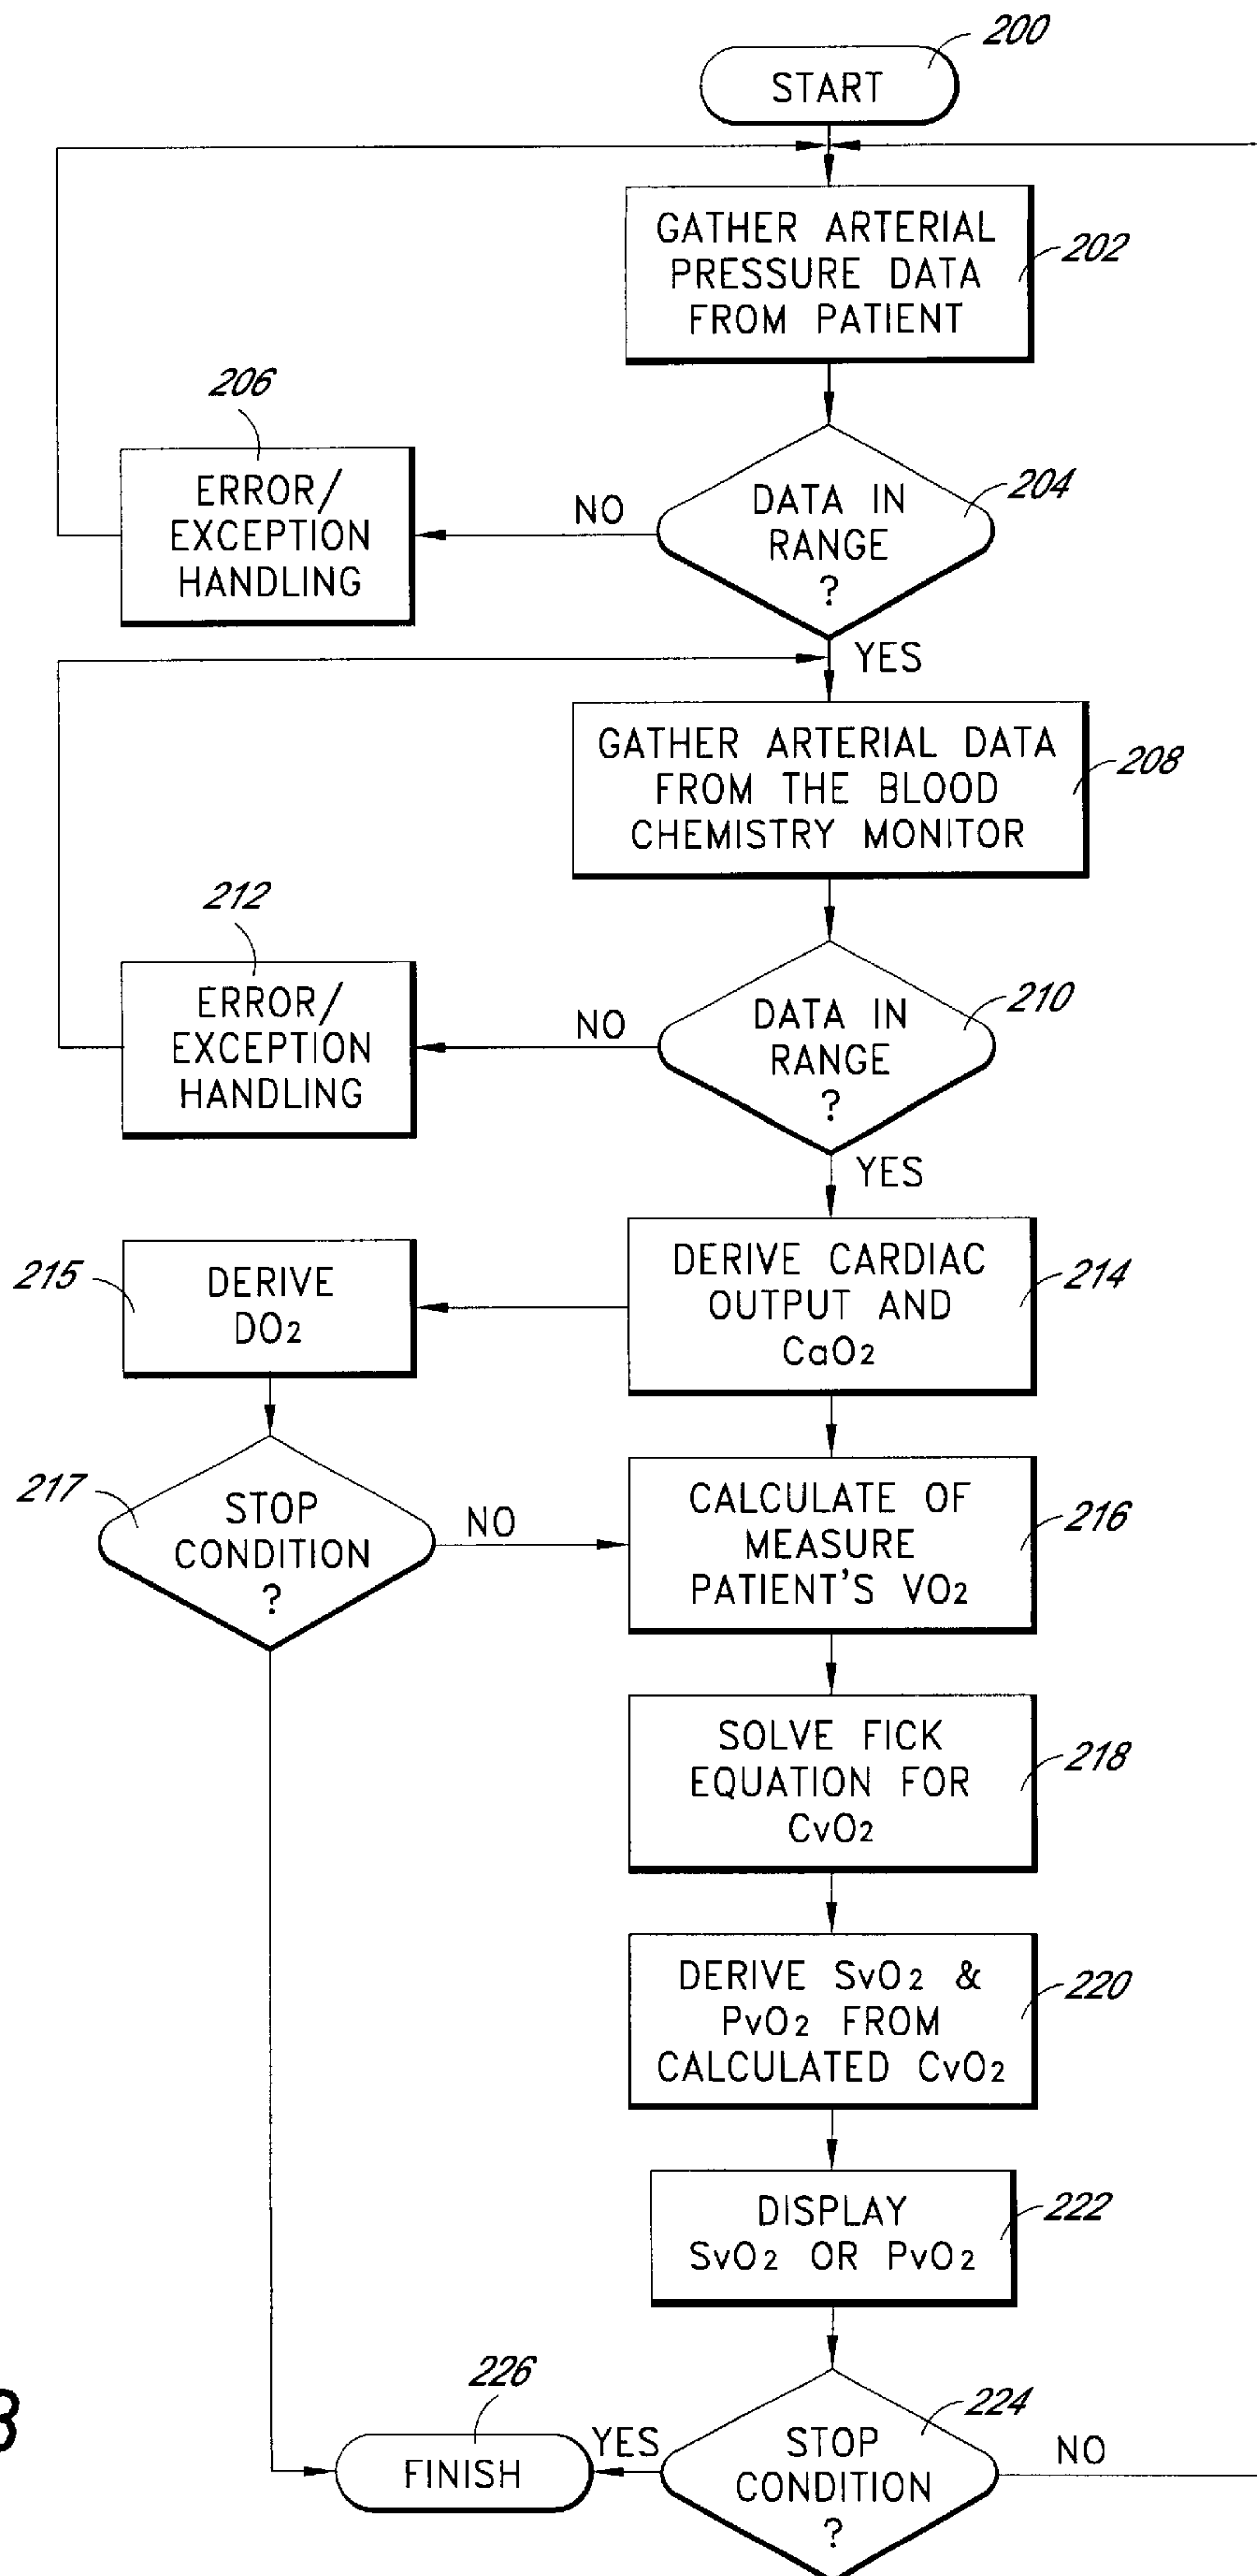 200
START
GATHER ARTERIAL
PRESSURE DATA
FROM PATIENT
202
206
ERROR/
EXCEPTION
HANDLING
NO
DATA IN
RANGE
?
204
YES
GATHER ARTERIAL DATA
FROM THE BLOOD
CHEMISTRY MONITOR
208
212
ERROR/
EXCEPTION
HANDLING
NO
DATA IN
RANGE
?
210
YES
215
DERIVE
DO2
DERIVE CARDIAC
OUTPUT AND
CaO2
214
217
STOP
CONDITION
?
NO
CALCULATE OF
MEASURE
PATIENT'S VO2
216
SOLVE FICK
EQUATION FOR
CvO2
218
DERIVE SvO2 &
PvO2 FROM
CALCULATED CvO2
220
DISPLAY
SvO2 OR PvO2
222
226
FINISH
YES
STOP
CONDITION
?
224
NO